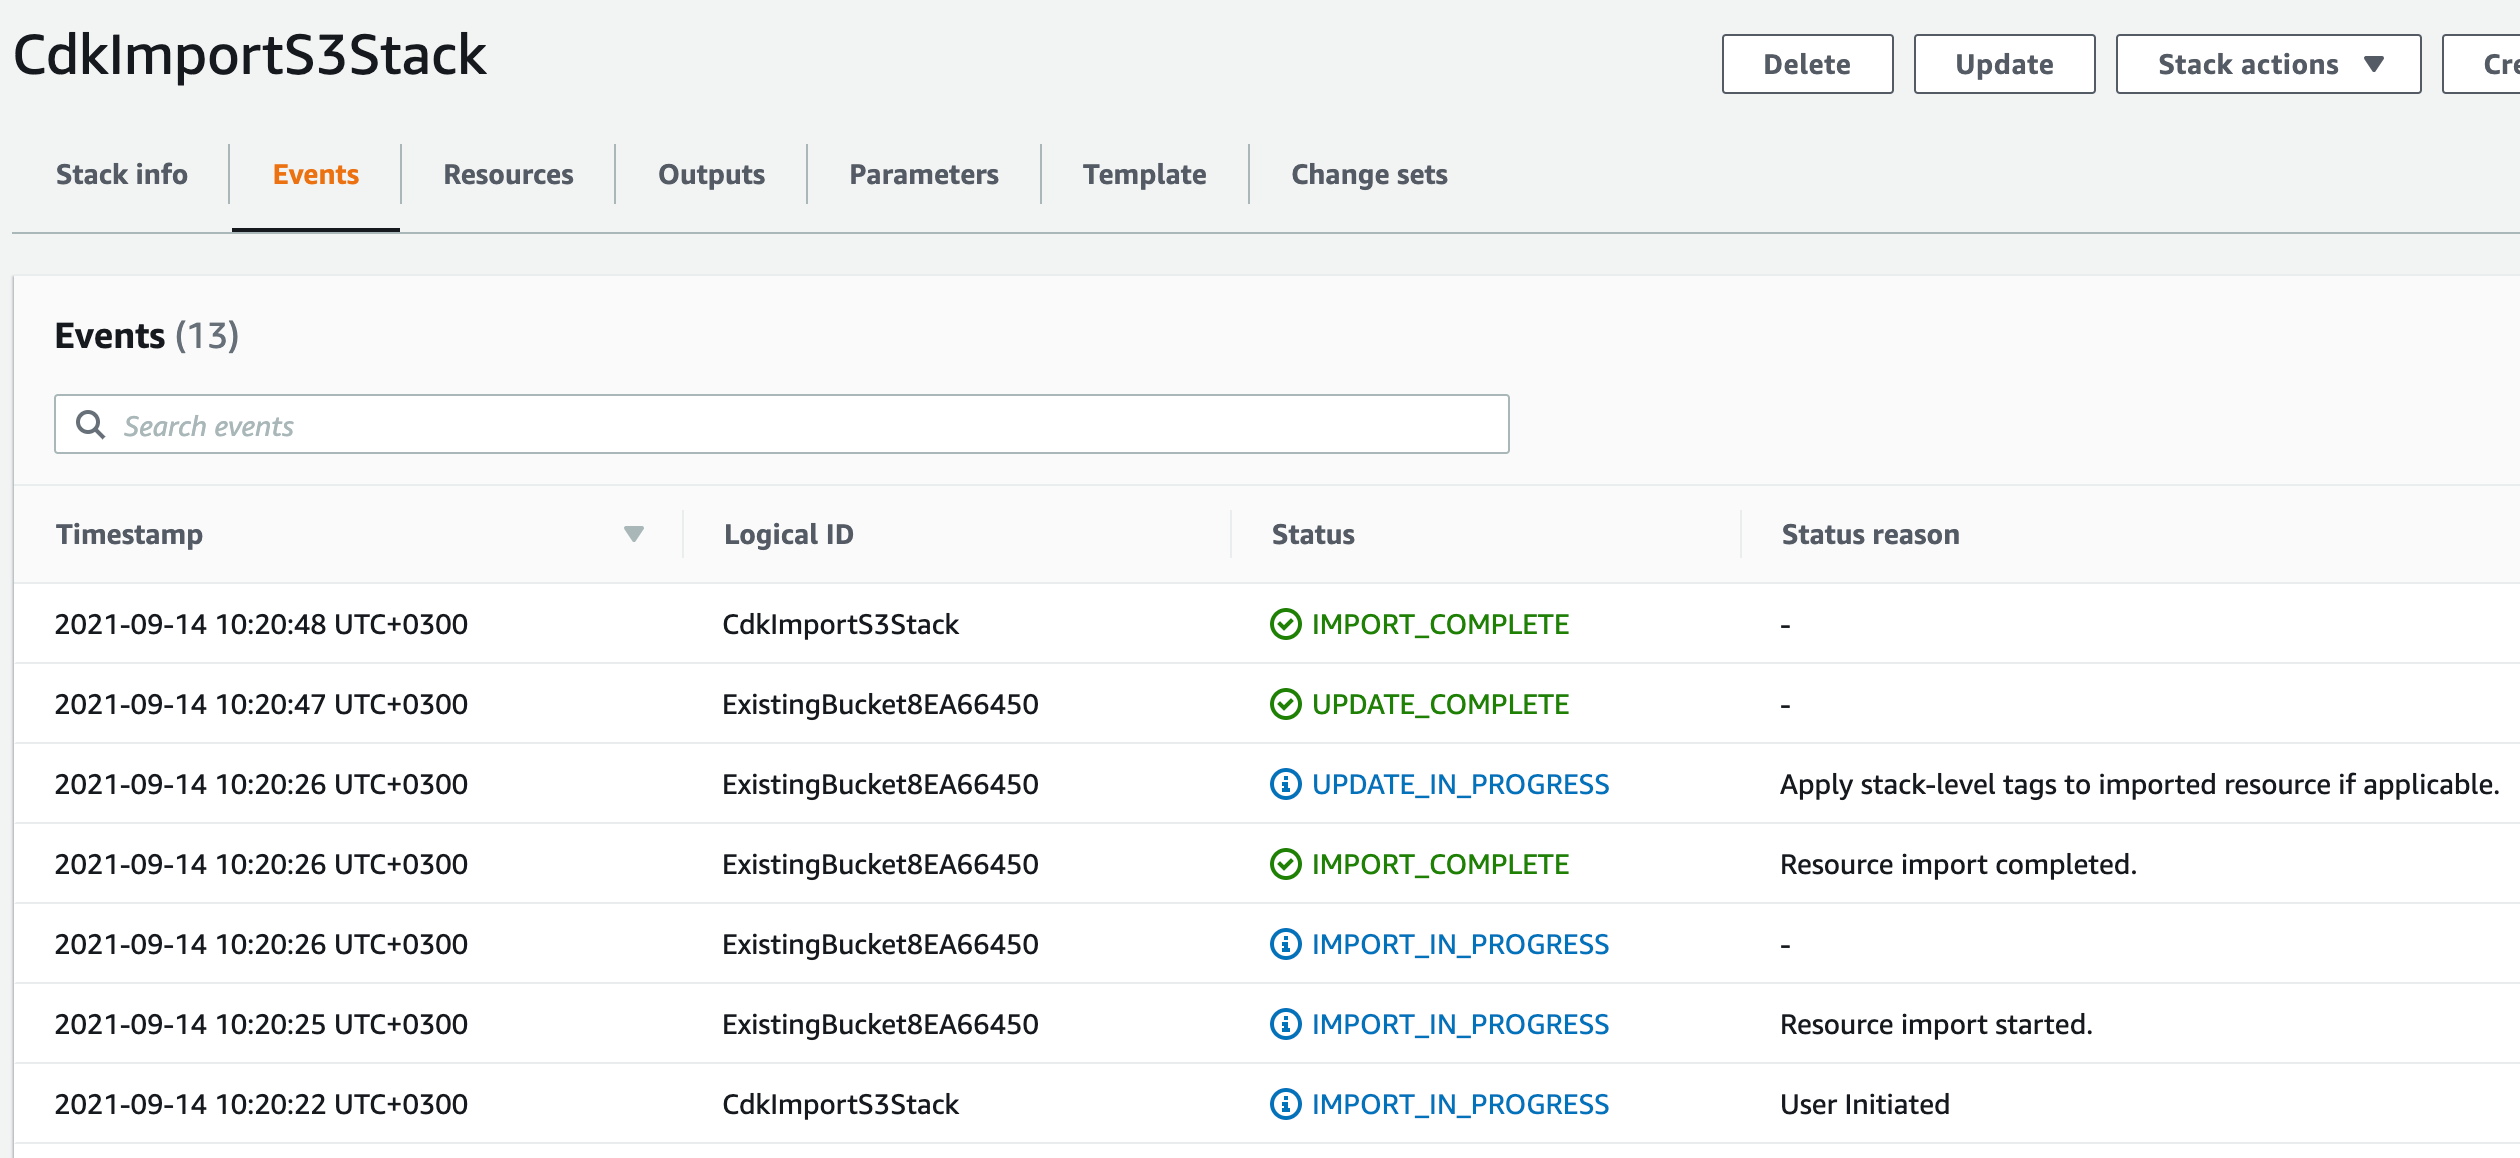 CdkImportS3Stack
Delete Update Stack actions
Stack info Events Resources Outputs Parameters Template Change sets
Events (13)
Search events
Timestamp Logical ID Status Status reason
2021-09-14 10:20:48 UTC+0300 CdkImportS3Stack IMPORT_COMPLETE -
2021-09-14 10:20:47 UTC+0300 ExistingBucket8EA66450 UPDATE_COMPLETE -
2021-09-14 10:20:26 UTC+0300 ExistingBucket8EA66450 UPDATE_IN_PROGRESS Apply stack-level tags to imported resource if applicable.
2021-09-14 10:20:26 UTC+0300 ExistingBucket8EA66450 IMPORT_COMPLETE Resource import completed.
2021-09-14 10:20:26 UTC+0300 ExistingBucket8EA66450 IMPORT_IN_PROGRESS -
2021-09-14 10:20:25 UTC+0300 ExistingBucket8EA66450 IMPORT_IN_PROGRESS Resource import started.
2021-09-14 10:20:22 UTC+0300 CdkImportS3Stack IMPORT_IN_PROGRESS User Initiated